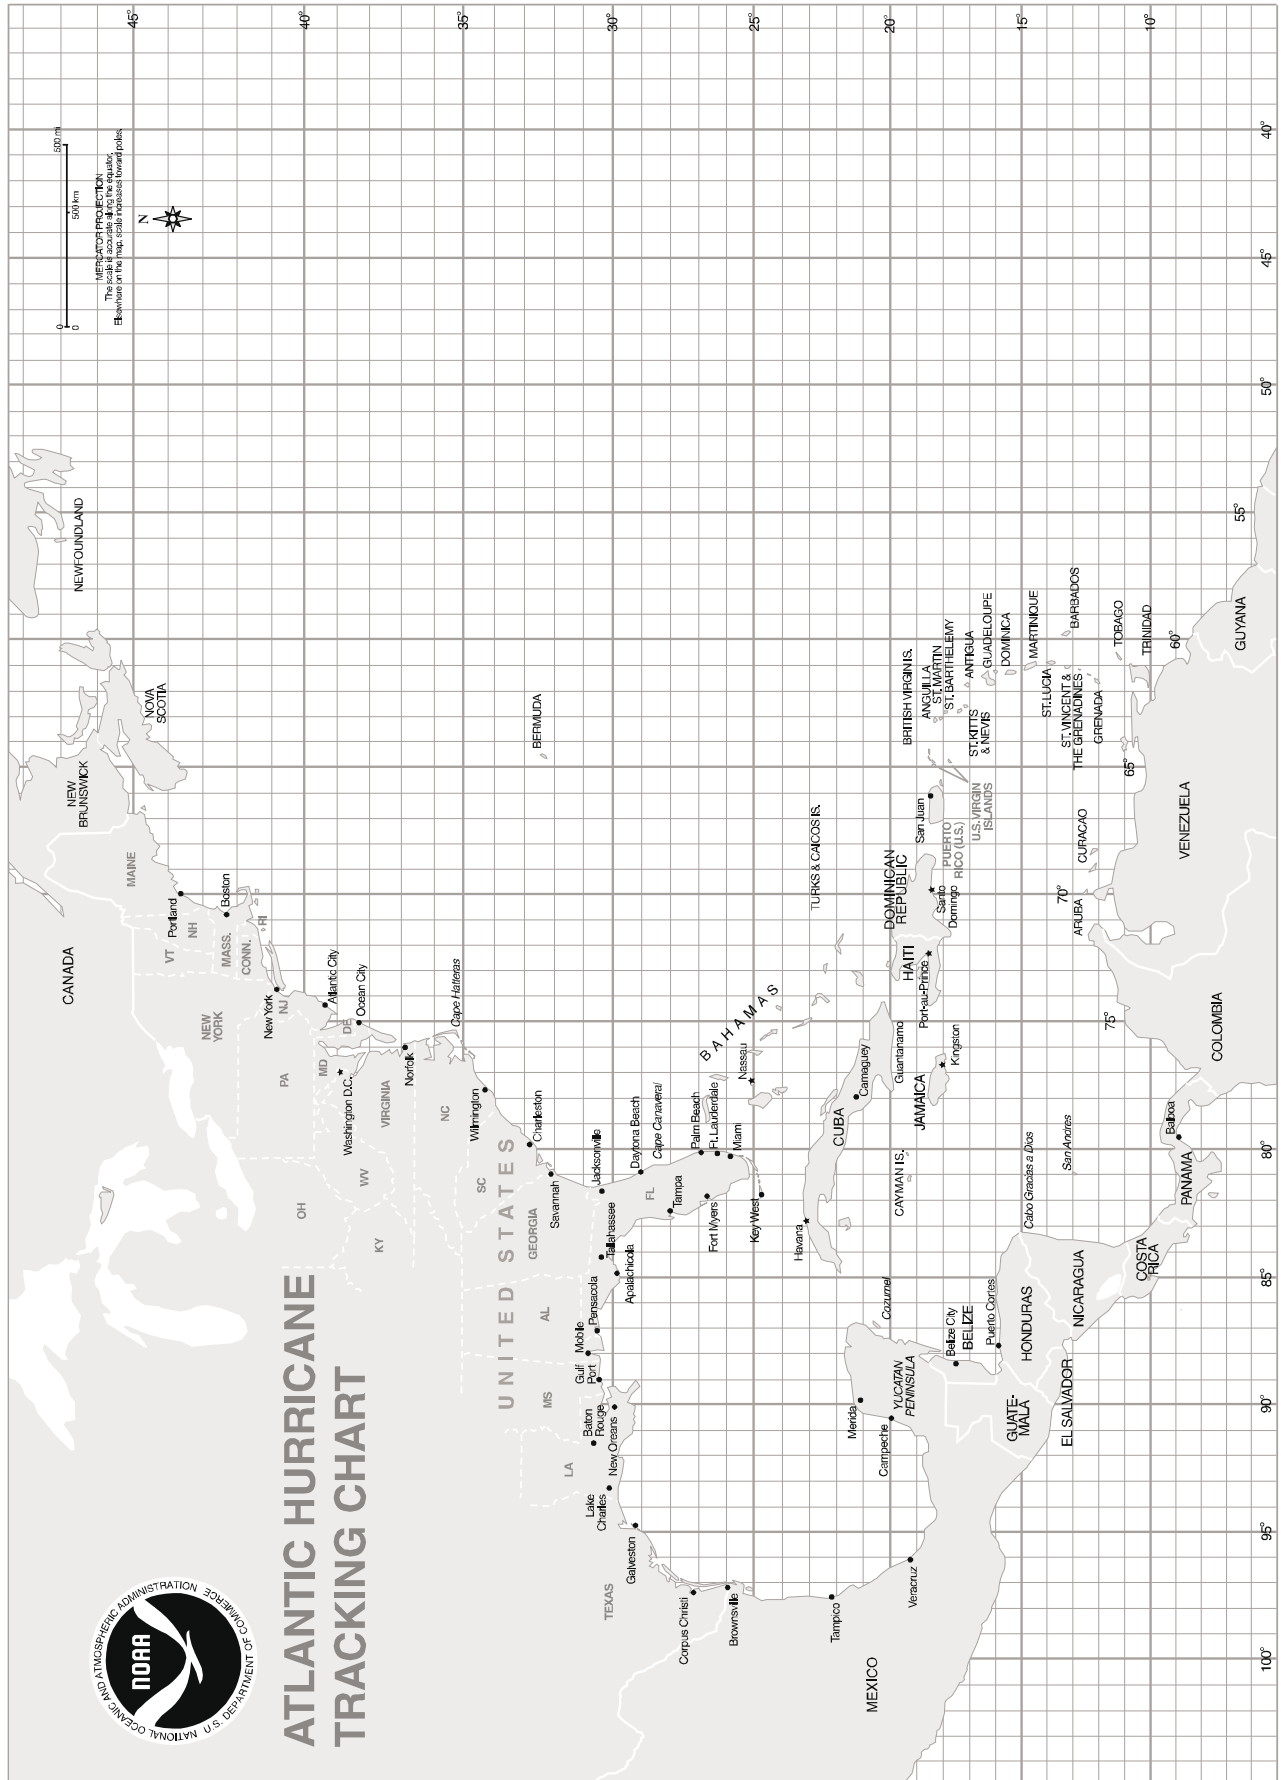 NATIONAL OCEANIC AND ATMOSPHERIC ADMINISTRATION
U.S. DEPARTMENT OF COMMERCE
NOAA
ATLANTIC HURRICANE
TRACKING CHART
0
500 mi
0
500 km
MERCATOR PROJECTION
The scale is accurate along the equator.
Elsewhere on the map, scale increases toward poles.
N
CANADA
NEWFOUNDLAND
NEW
BRUNSWICK
NOVA
SCOTIA
MAINE
VT
NH
Portland
MASS.
Boston
CONN.
RI
NEW
YORK
New York
NJ
PA
OH
MD
DE
Atlantic City
Ocean City
Washington D.C.
WV
VIRGINIA
KY
Norfolk
NC
Cape Hatteras
Wilmington
SC
UNITED STATES
Charleston
GEORGIA
Savannah
AL
MS
LA
TEXAS
BERMUDA
Lake
Charles
Baton
Rouge
New Orleans
Gulf
Port
Mobile
Pensacola
Tallahassee
Apalachicola
Jacksonville
Daytona Beach
FL
Cape Canaveral
Tampa
Galveston
Corpus Christi
Brownsville
Fort Myers
Palm Beach
Ft. Lauderdale
Miami
Key West
Nassau
BAHAMAS
Havana
TURKS & CAICOS IS.
Tampico
CUBA
Camaguey
Guantanamo
MEXICO
Merida
Campeche
YUCATAN
PENINSULA
Cozumel
CAYMAN IS.
JAMAICA
Kingston
HAITI
Port-au-Prince
DOMINICAN
REPUBLIC
Santo
Domingo
San Juan
PUERTO
RICO (U.S.)
U.S. VIRGIN
ISLANDS
BRITISH VIRGIN IS.
ANGUILLA
ST. MARTIN
ST. BARTHELEMY
ANTIGUA
ST. KITTS
& NEVIS
GUADELOUPE
DOMINICA
MARTINIQUE
ST. LUCIA
BARBADOS
ST. VINCENT &
THE GRENADINES
GRENADA
TOBAGO
TRINIDAD
Veracruz
Belize City
BELIZE
Puerto Cortes
GUATE-
MALA
HONDURAS
EL SALVADOR
NICARAGUA
Cabo Gracias a Dios
San Andres
COSTA
RICA
PANAMA
Balboa
ARUBA
CURACAO
COLOMBIA
VENEZUELA
GUYANA
45°
40°
35°
30°
25°
20°
15°
10°
100°
95°
90°
85°
80°
75°
70°
65°
60°
55°
50°
45°
40°